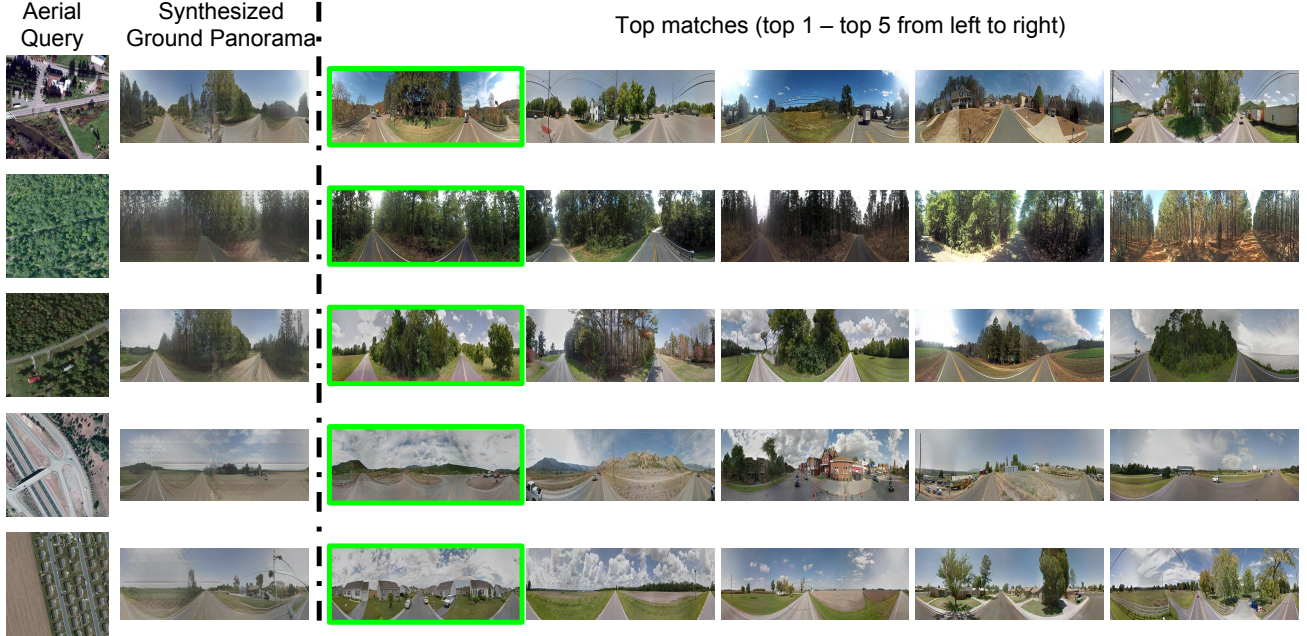 Aerial
Query
Synthesized
Ground Panorama
Top matches (top 1 – top 5 from left to right)